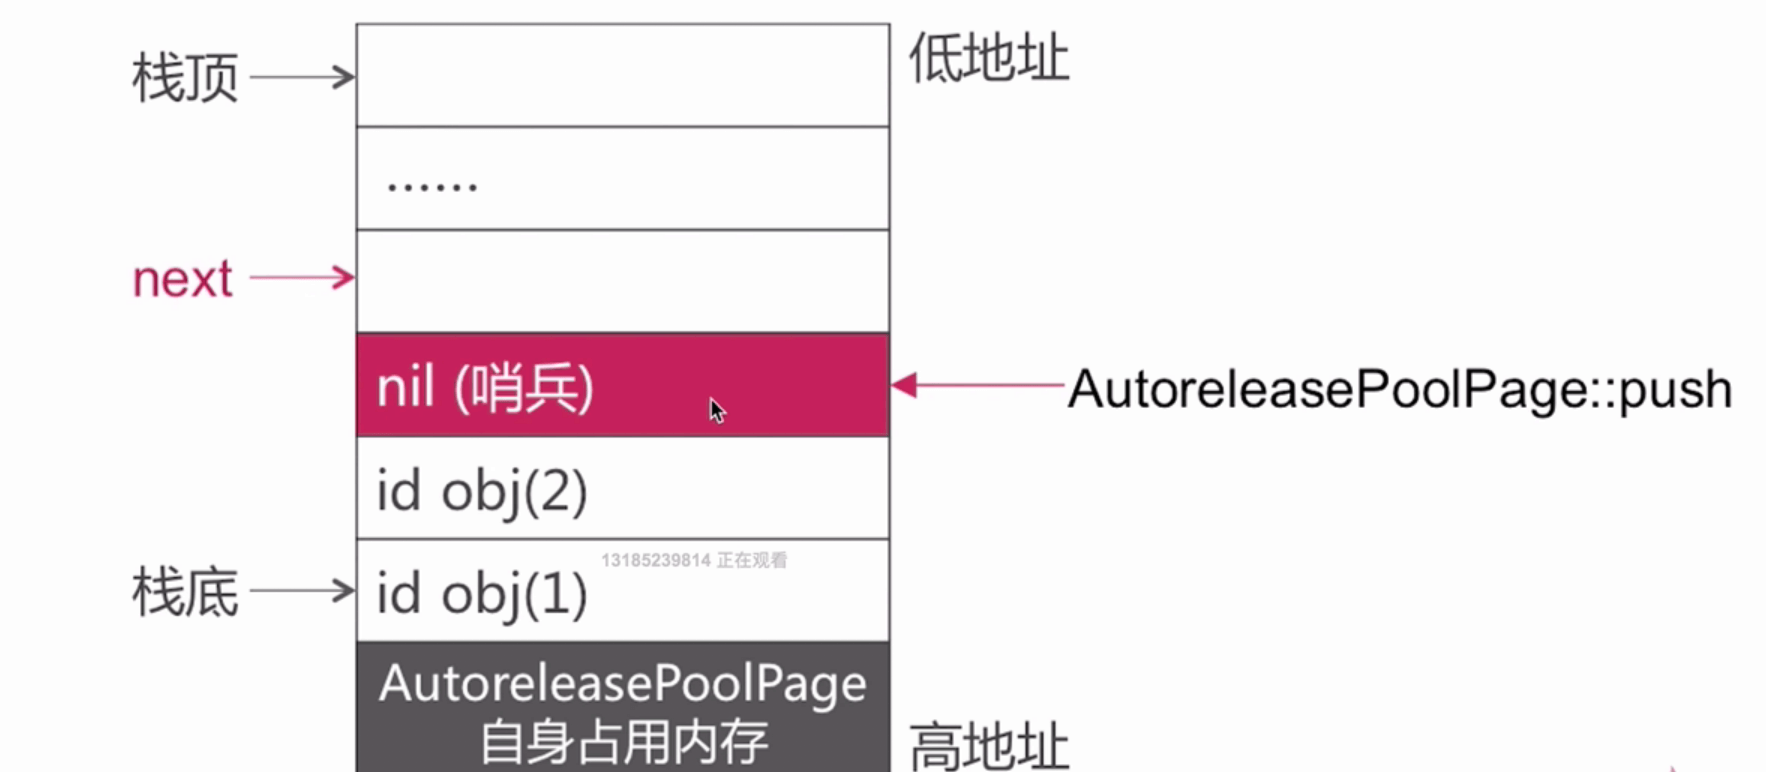 栈顶
低地址
······
next
nil (哨兵)
AutoreleasePoolPage::push
id obj(2)
13185239814 正在观看
栈底
id obj(1)
AutoreleasePoolPage
自身占用内存
高地址